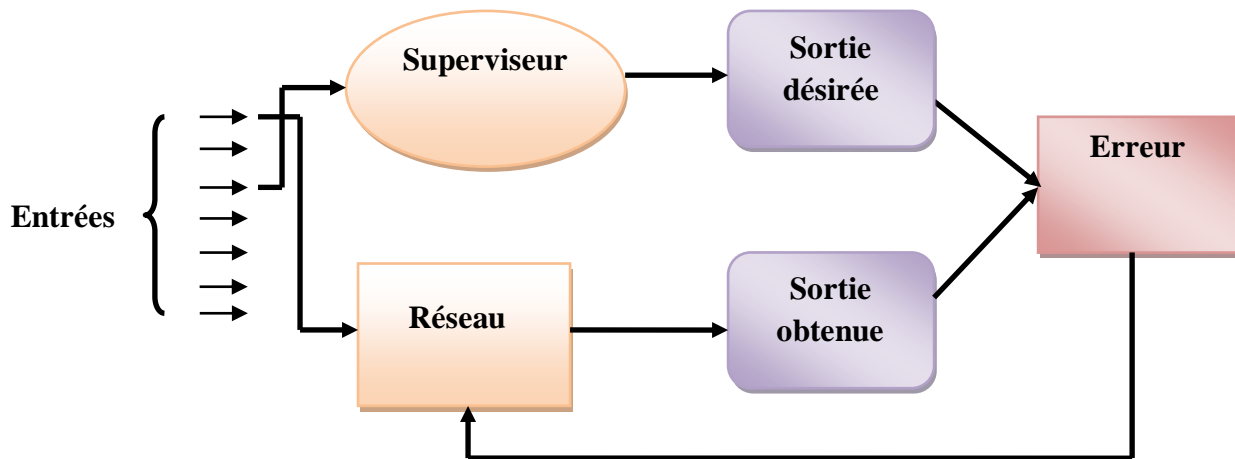 Superviseur
Sortie
désirée
Erreur
Entrées
Réseau
Sortie
obtenue